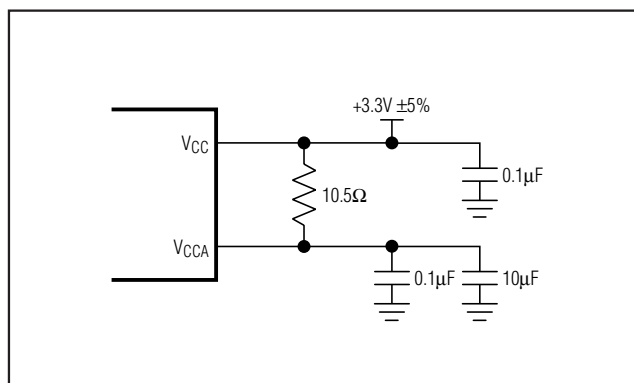 +3.3V ±5%
VCC
0.1µF
10.5Ω
VCCA
0.1µF
10µF